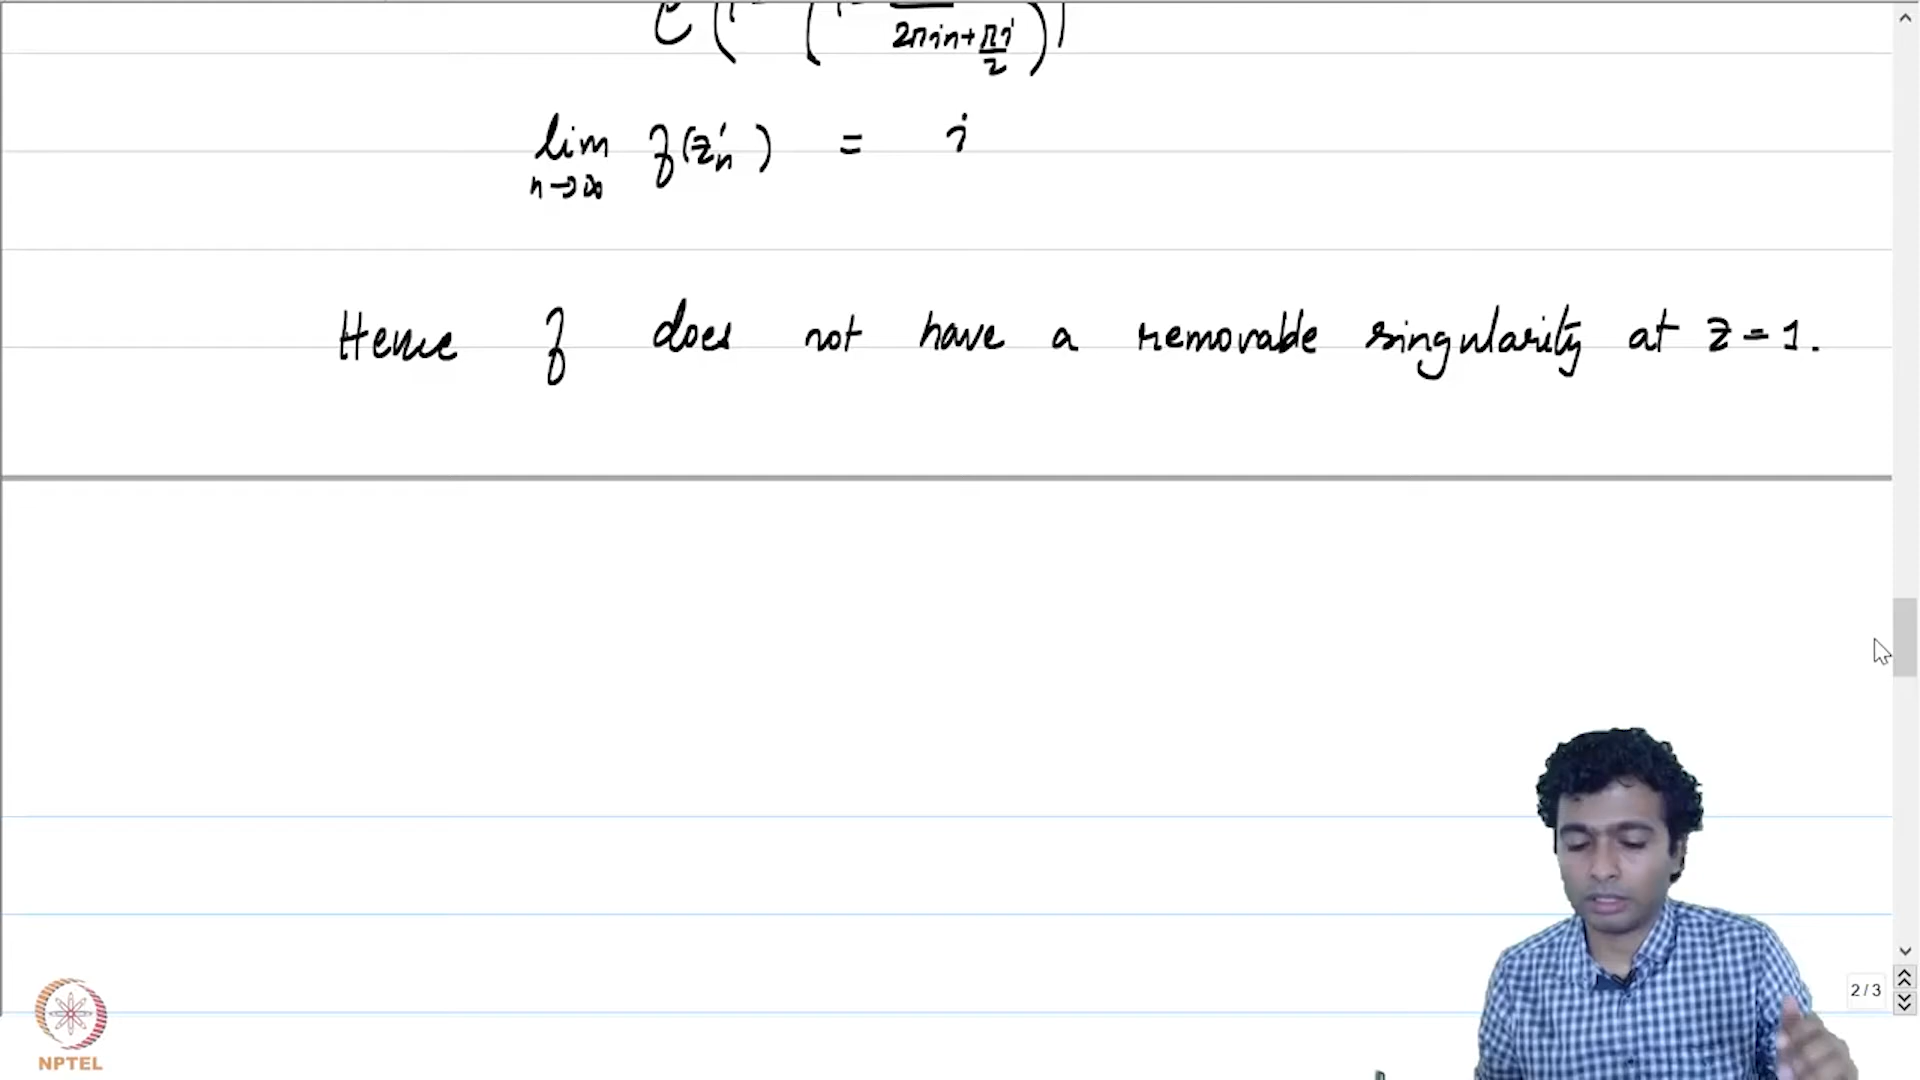 2πin + πi/2
lim f(z'n) = i
n→∞
Hence f does not have a removable singularity at z = 1.
2 / 3
NPTEL